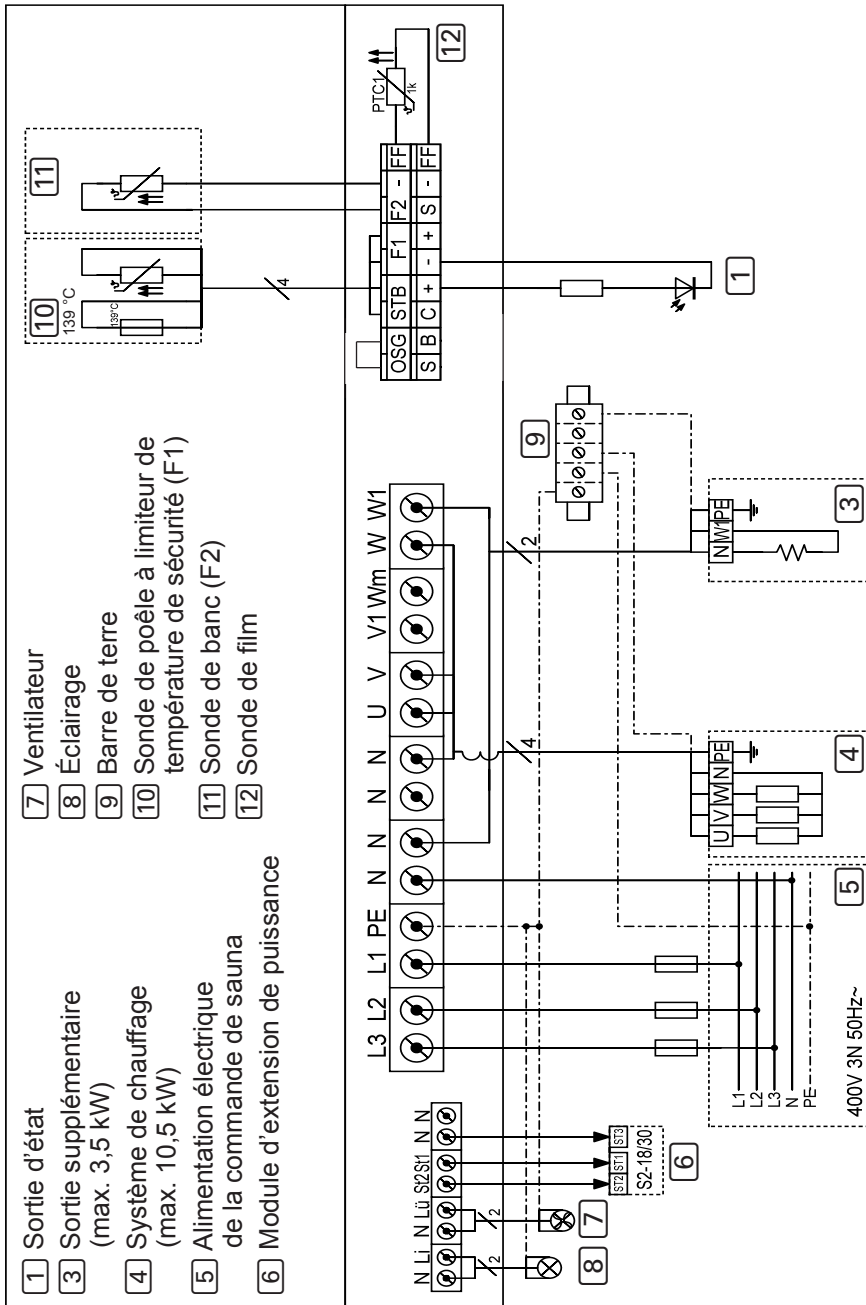 1 Sortie d'état
3 Sortie supplémentaire
(max. 3,5 kW)
4 Système de chauffage
(max. 10,5 kW)
5 Alimentation électrique
de la commande de sauna
6 Module d'extension de puissance
7 Ventilateur
8 Éclairage
9 Barre de terre
10 Sonde de poêle à limiteur de
température de sécurité (F1)
11 Sonde de banc (F2)
12 Sonde de film
10
139 °C
139°C
11
4
N Li N Lü St2 St1 N N
L3 L2 L1 PE N N N N U V V1 Wm W W1
OSG STB F1 F2 - FF
S B C + - + S - FF
PTC1
1k
12
2
2
8
7
ST2 ST1 ST3
S2-18/30
6
4
2
9
1
L1
L2
L3
N
PE
400V 3N 50Hz~
5
U V W N PE
4
N W1 PE
3